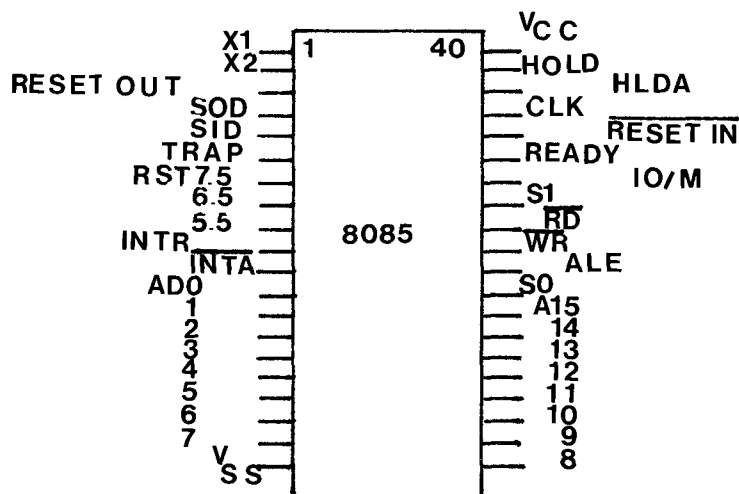 X1
X2
RESET OUT
SOD
SID
TRAP
RST 7.5
6.5
5.5
INTR
INTA
AD0
1
2
3
4
5
6
7
VSS
1
40
8085
VCC
HOLD
HLDA
CLK
RESET IN
READY
IO/M
S1
RD
WR
ALE
S0
A15
14
13
12
11
10
9
8